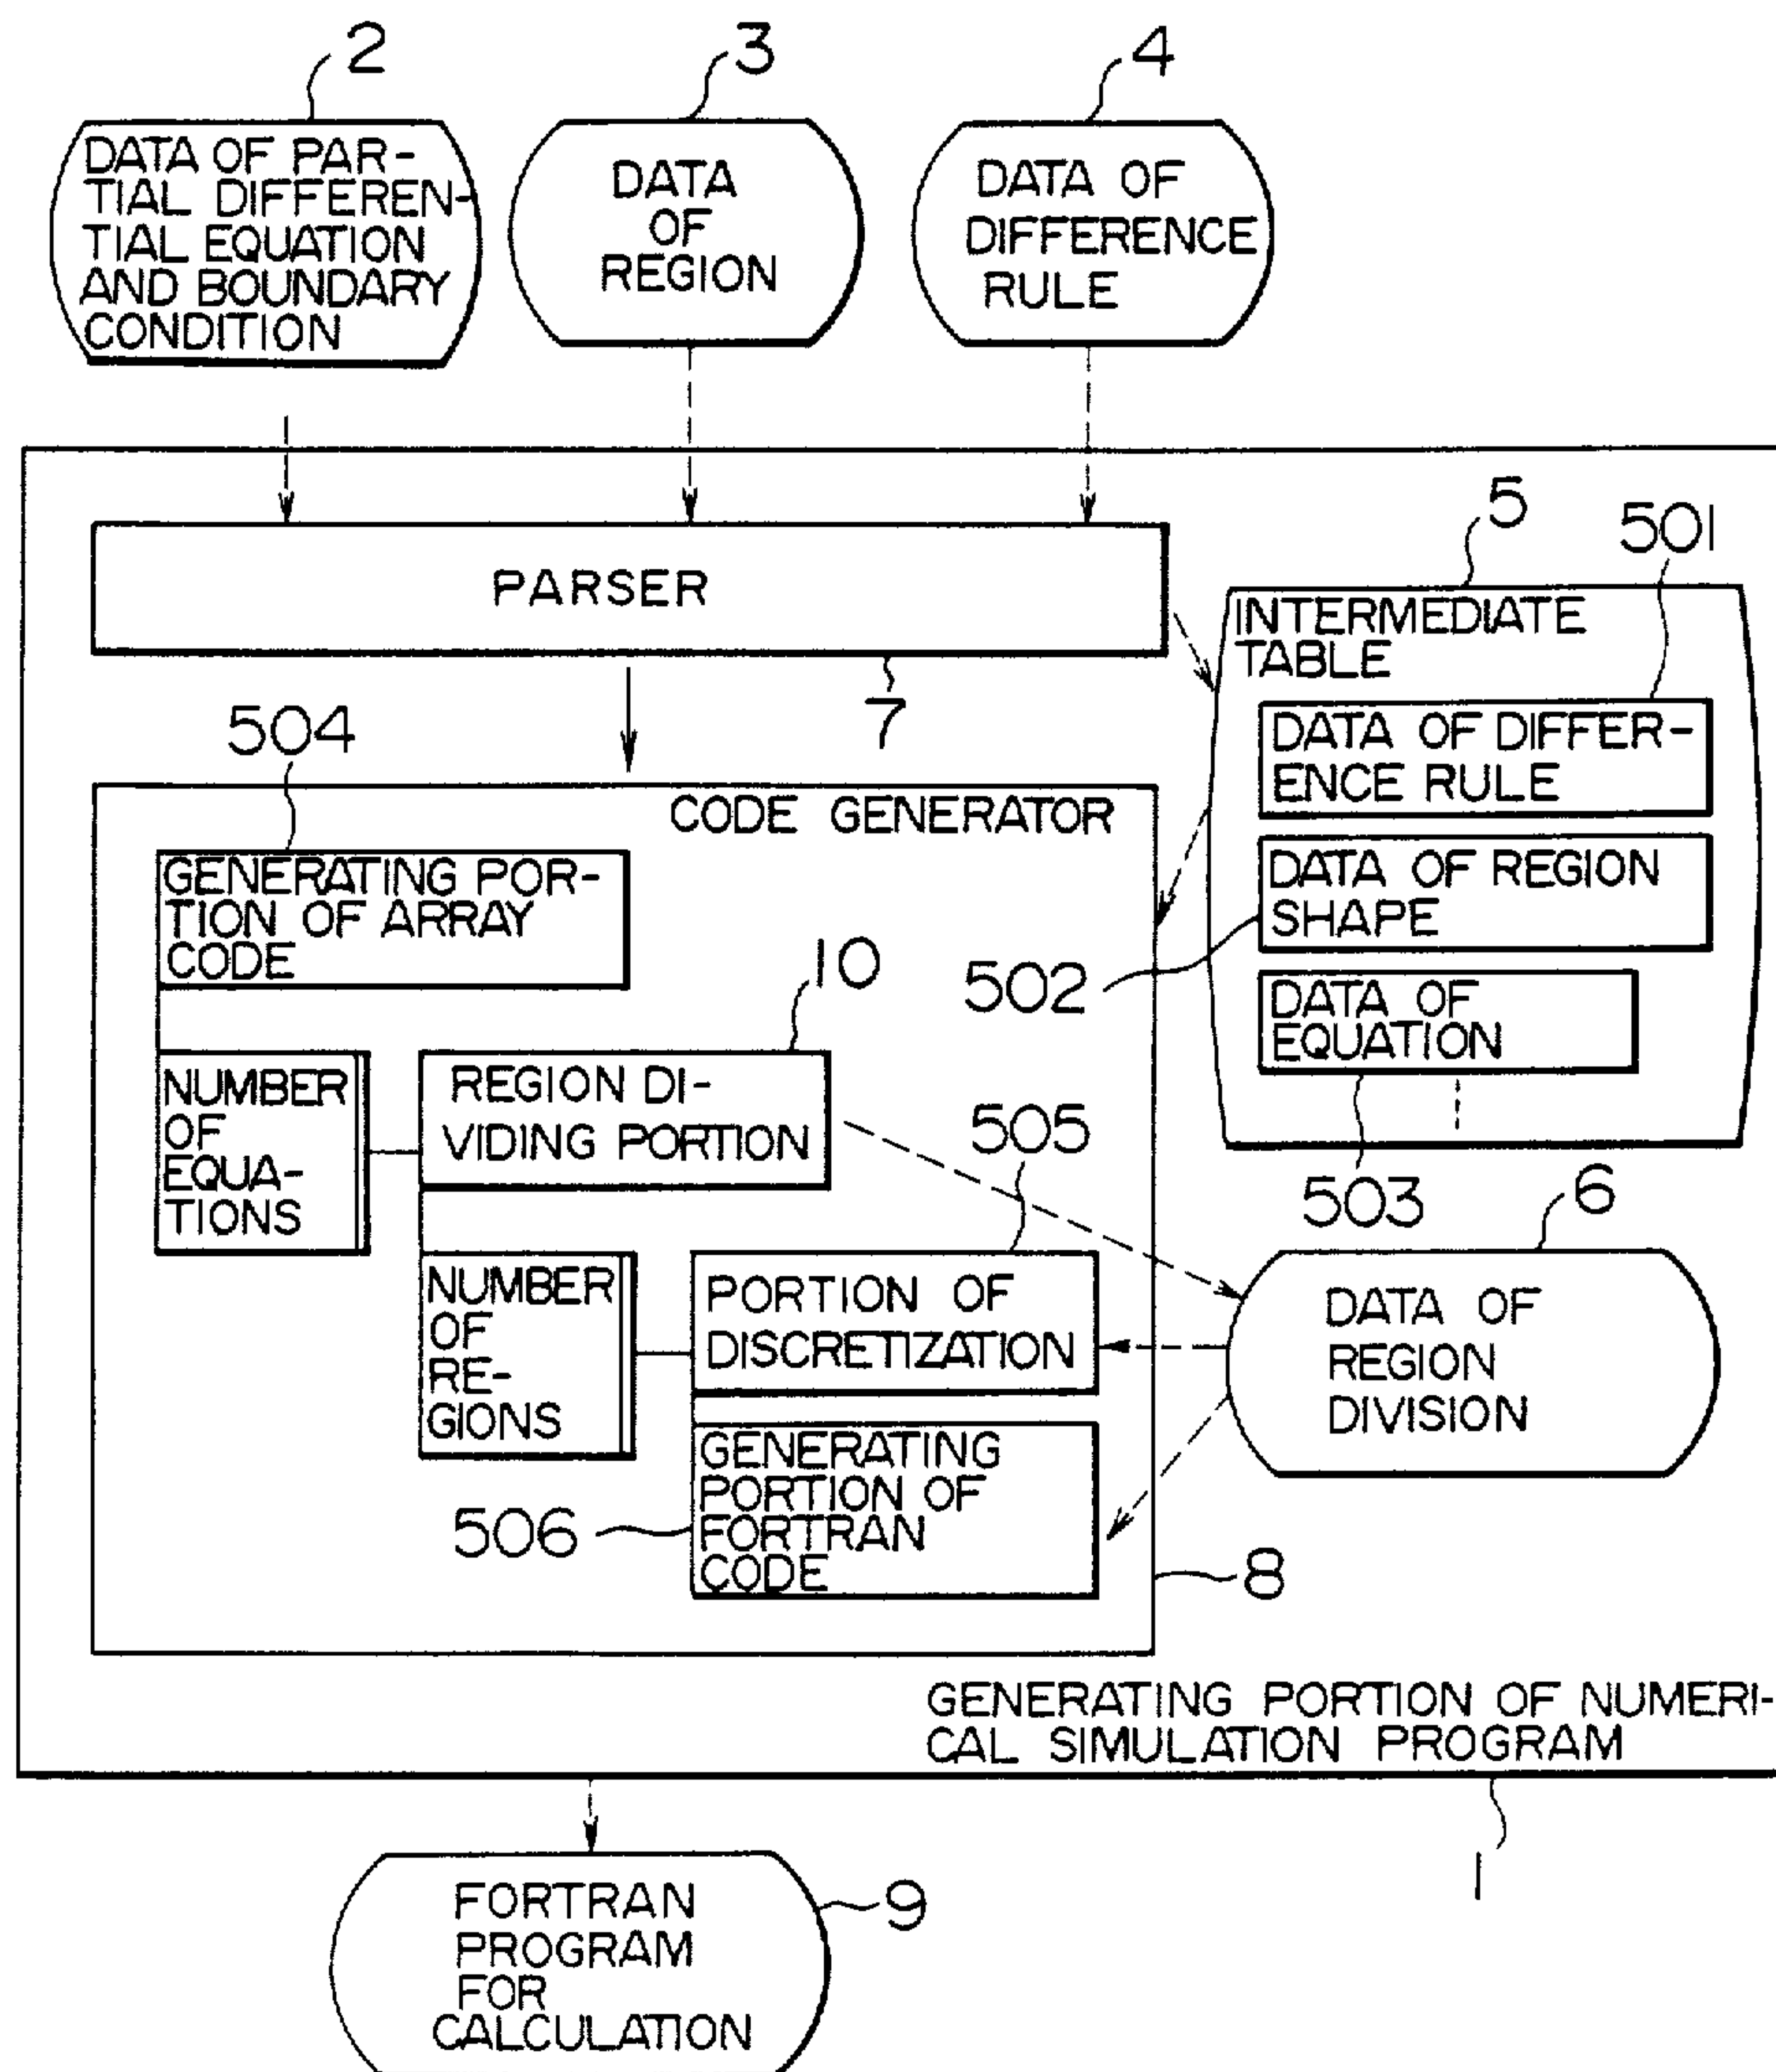 2
3
4
DATA OF PAR-
TIAL DIFFEREN-
TIAL EQUATION
AND BOUNDARY
CONDITION
DATA
OF
REGION
DATA OF
DIFFERENCE
RULE
PARSER
7
5
501
INTERMEDIATE
TABLE
DATA OF DIFFER-
ENCE RULE
DATA OF REGION
SHAPE
502
DATA OF
EQUATION
503
504
CODE GENERATOR
GENERATING POR-
TION OF ARRAY
CODE
10
NUMBER
OF
EQUA-
TIONS
REGION DI-
VIDING PORTION
505
NUMBER
OF
RE-
GIONS
PORTION OF
DISCRETIZATION
6
DATA OF
REGION
DIVISION
506
GENERATING
PORTION OF
FORTRAN
CODE
8
GENERATING PORTION OF NUMERI-
CAL SIMULATION PROGRAM
1
FORTRAN
PROGRAM
FOR
CALCULATION
9